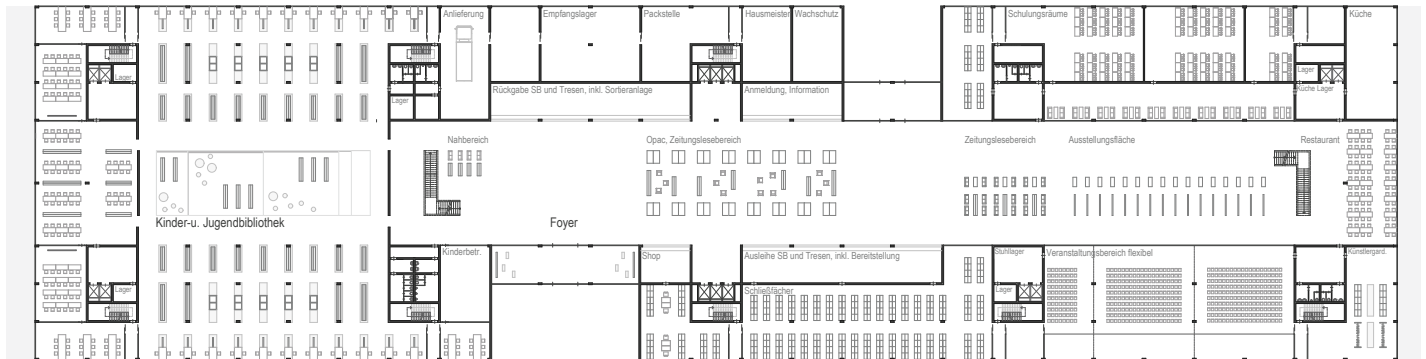 Anlieferung
Empfangslager
Packstelle
Hausmeister
Wachschutz
Schulungsräume
Küche
Lager
Lager
Lager
Rückgabe SB und Tresen, inkl. Sortieranlage
Anmeldung, Information
Küche Lager
Lager
Nahbereich
Opac, Zeitungslesebereich
Zeitungslesebereich
Ausstellungsfläche
Restaurant
Kinder-u. Jugendbibliothek
Foyer
Kinderbetr.
Shop
Ausleihe SB und Tresen, inkl. Bereitstellung
Stuhllager
Veranstaltungsbereich flexibel
Künstlergard.
Lager
Schließfächer
Lager